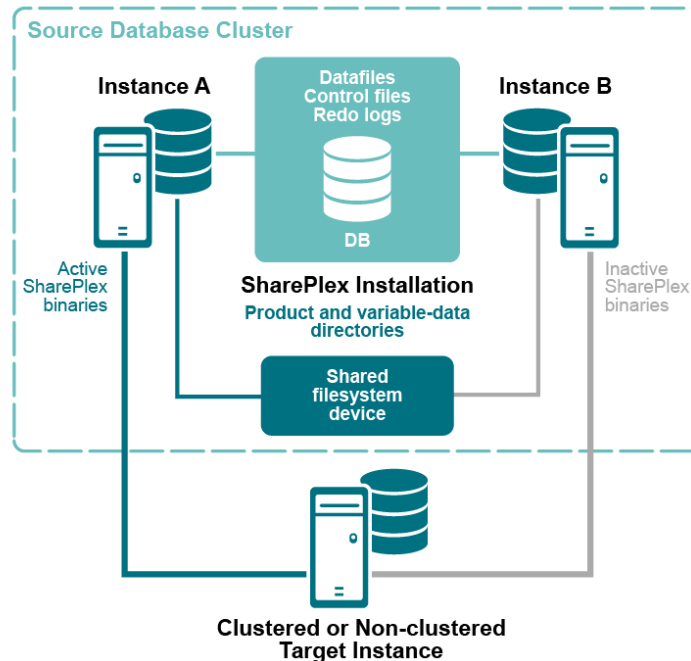 Source Database Cluster
Instance A
Datafiles
Control files
Redo logs
DB
Instance B
Active
SharePlex
binaries
SharePlex Installation
Product and variable-data
directories
Inactive
SharePlex
binaries
Shared
filesystem
device
Clustered or Non-clustered
Target Instance